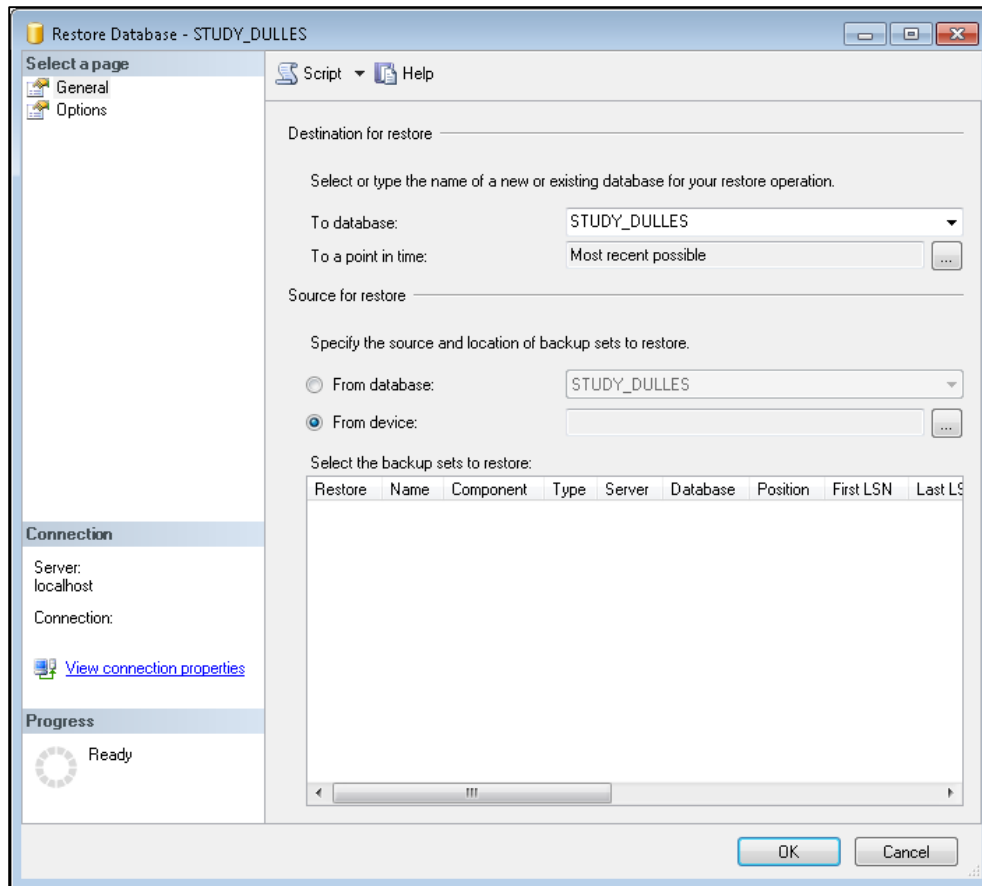 Restore Database - STUDY_DULLES
Select a page
General
Options
Script
Help
Destination for restore
Select or type the name of a new or existing database for your restore operation.
To database:
STUDY_DULLES
To a point in time:
Most recent possible
...
Source for restore
Specify the source and location of backup sets to restore.
From database:
STUDY_DULLES
From device:
...
Select the backup sets to restore:
Restore Name Component Type Server Database Position First LSN Last LS
Connection
Server:
localhost
Connection:
View connection properties
Progress
Ready
OK
Cancel